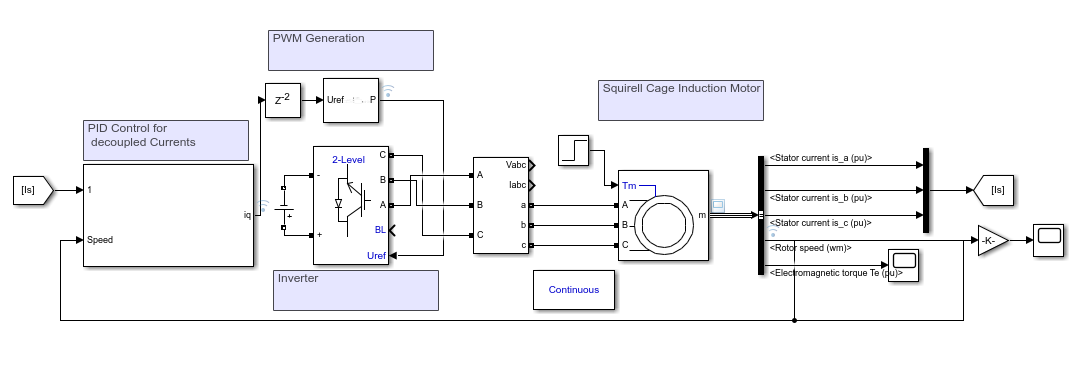 PWM Generation
Squirell Cage Induction Motor
Z-2
Uref
P
PID Control for
decoupled Currents
2-Level
C
B
A
BL
Uref
-
+
Vabc
Iabc
A
B
C
a
b
c
Tm
A
B
C
m
<Stator current is_a (pu)>
<Stator current is_b (pu)>
<Stator current is_c (pu)>
<Rotor speed (wm)>
<Electromagnetic torque Te (pu)>
[Is]
1
Speed
iq
[Is]
-K-
Inverter
Continuous